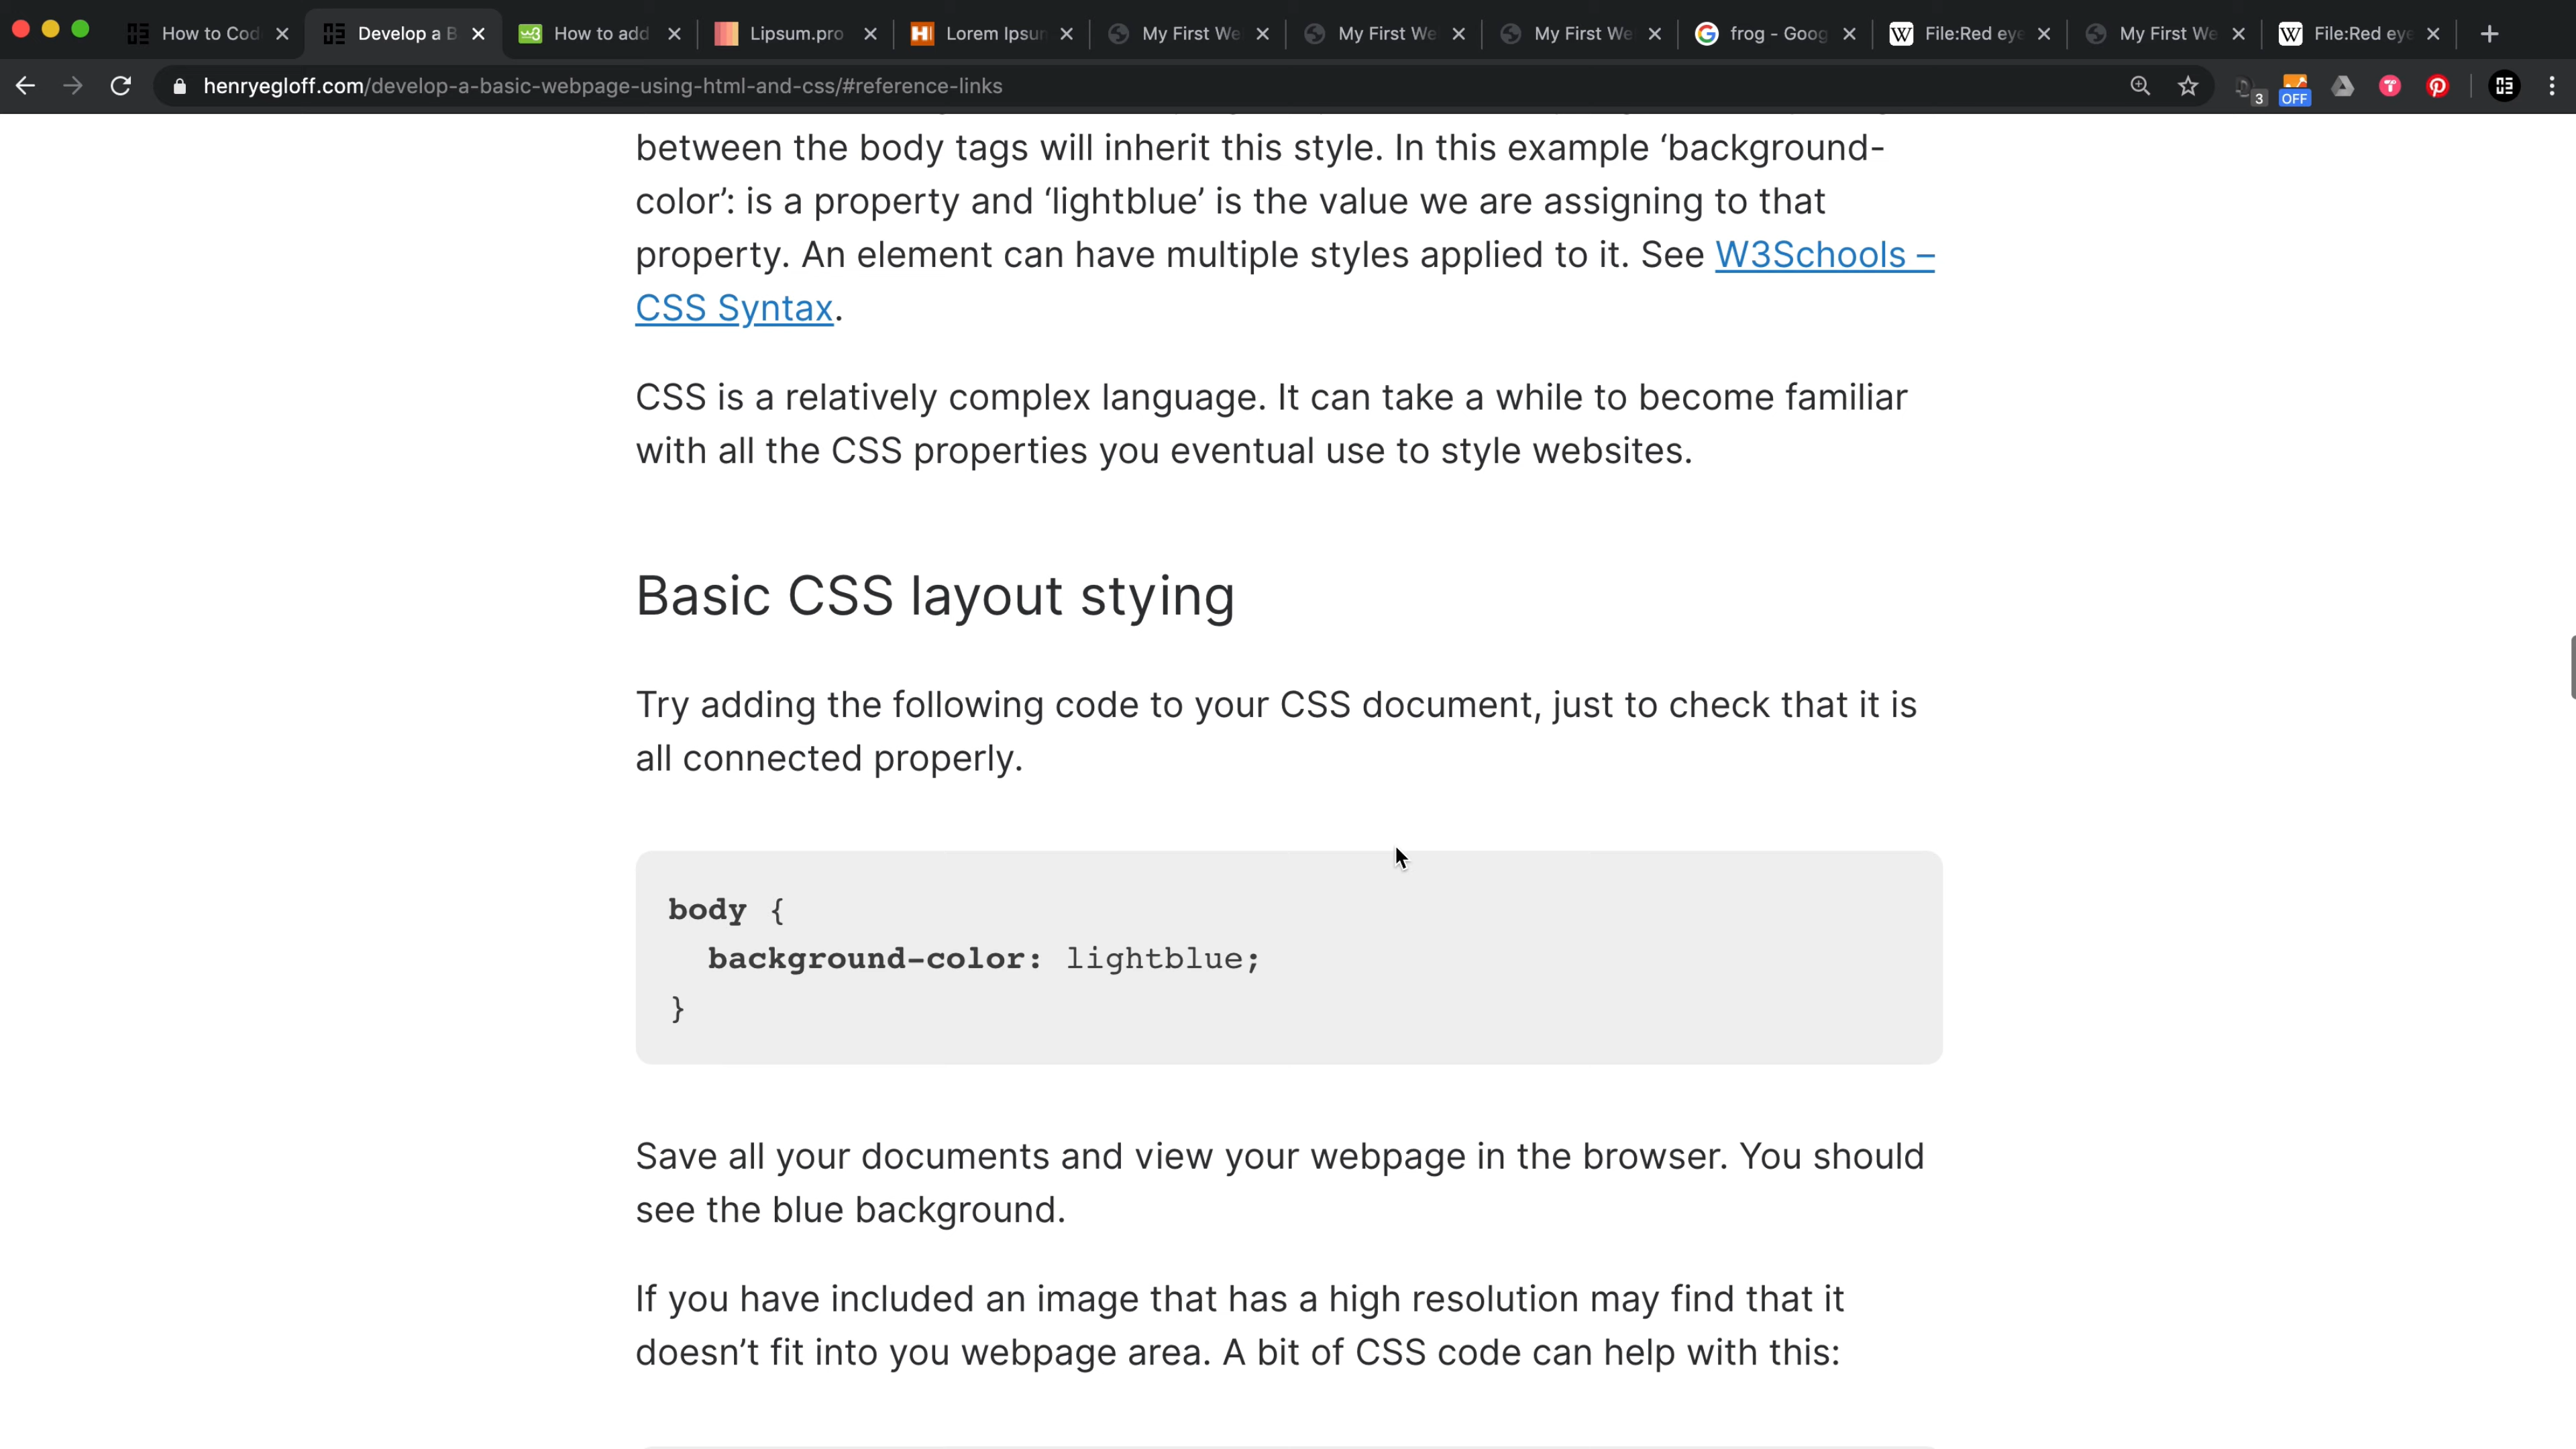 How to Cod
Develop a B
How to add
Lipsum.pro
Lorem Ipsum
My First We
My First We
My First We
frog - Goog
File:Red eye
My First We
File:Red eye
henryegloff.com/develop-a-basic-webpage-using-html-and-css/#reference-links
3
OFF
between the body tags will inherit this style. In this example ‘background-
color’: is a property and ‘lightblue’ is the value we are assigning to that
property. An element can have multiple styles applied to it. See W3Schools –
CSS Syntax.
CSS is a relatively complex language. It can take a while to become familiar
with all the CSS properties you eventual use to style websites.
Basic CSS layout stying
Try adding the following code to your CSS document, just to check that it is
all connected properly.
body {
background-color: lightblue;
}
Save all your documents and view your webpage in the browser. You should
see the blue background.
If you have included an image that has a high resolution may find that it
doesn’t fit into you webpage area. A bit of CSS code can help with this: